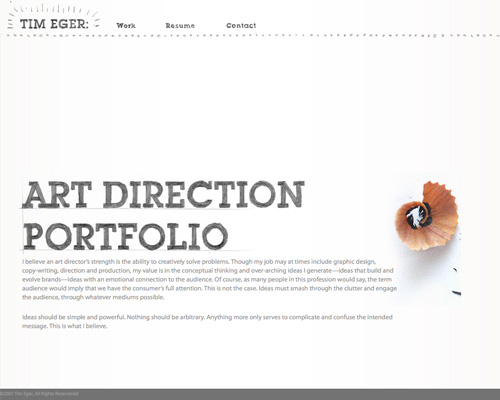 TIM EGER:
Work Resume Contact
ART DIRECTION
PORTFOLIO
I believe an art director's strength is the ability to creatively solve problems. Though my job may at times include graphic design,
copy-writing, direction and production, my value is in the conceptual thinking and over-arching ideas I generate—ideas that build and
evolve brands—ideas with an emotional connection to the audience. Of course, as many people in this profession would say, the term
audience would imply that we have the consumer's full attention. This is not the case. Ideas must smash through the clutter and engage
the audience, through whatever mediums possible.
Ideas should be simple and powerful. Nothing should be arbitrary. Anything more only serves to complicate and confuse the intended
message. This is what I believe.
Tim Eger, All Rights Reserved